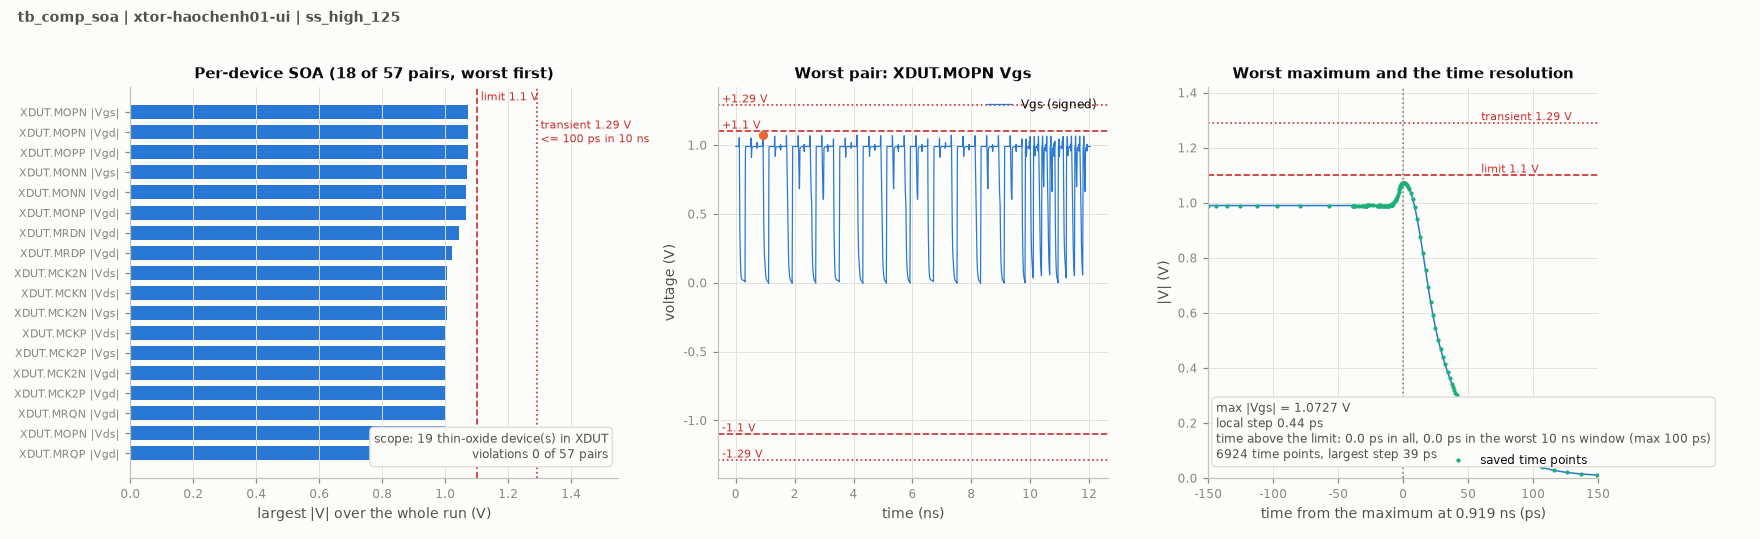 tb_comp_soa | xtor-haochenh01-ui | ss_high_125
Per-device SOA (18 of 57 pairs, worst first)
limit 1.1 V
transient 1.29 V
<= 100 ps in 10 ns
XDUT.MOPN |Vgs|
XDUT.MOPN |Vgd|
XDUT.MOPP |Vgd|
XDUT.MONN |Vgs|
XDUT.MONN |Vgd|
XDUT.MONP |Vgd|
XDUT.MRDN |Vgd|
XDUT.MRDP |Vgd|
XDUT.MCK2N |Vds|
XDUT.MCKN |Vds|
XDUT.MCK2N |Vgs|
XDUT.MCKP |Vds|
XDUT.MCK2P |Vgs|
XDUT.MCK2N |Vgd|
XDUT.MCK2P |Vgd|
XDUT.MRQN |Vgd|
XDUT.MOPN |Vds|
XDUT.MRQP |Vgd|
scope: 19 thin-oxide device(s) in XDUT
violations 0 of 57 pairs
0.0 0.2 0.4 0.6 0.8 1.0 1.2 1.4
largest |V| over the whole run (V)
Worst pair: XDUT.MOPN Vgs
+1.29 V
Vgs (signed)
+1.1 V
1.0
0.5
0.0
-0.5
-1.0
-1.1 V
-1.29 V
voltage (V)
0 2 4 6 8 10 12
time (ns)
Worst maximum and the time resolution
transient 1.29 V
limit 1.1 V
1.4
1.2
1.0
0.8
0.6
0.4
0.2
0.0
|V| (V)
max |Vgs| = 1.0727 V
local step 0.44 ps
time above the limit: 0.0 ps in all, 0.0 ps in the worst 10 ns window (max 100 ps)
6924 time points, largest step 39 ps
saved time points
-150 -100 -50 0 50 100 150
time from the maximum at 0.919 ns (ps)